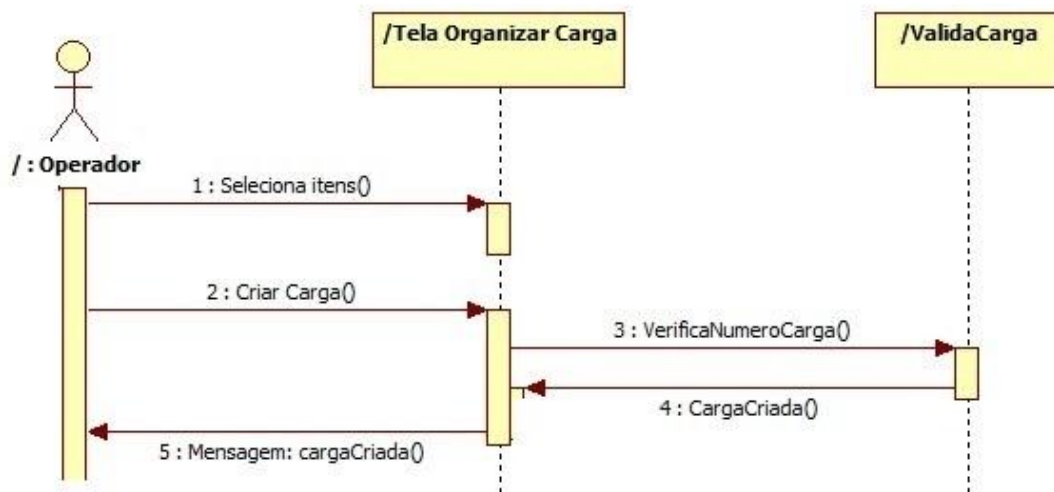 /Tela Organizar Carga
/ValidaCarga
/ : Operador
1 : Seleciona itens()
2 : Criar Carga()
3 : VerificaNumeroCarga()
4 : CargaCriada()
5 : Mensagem: cargaCriada()